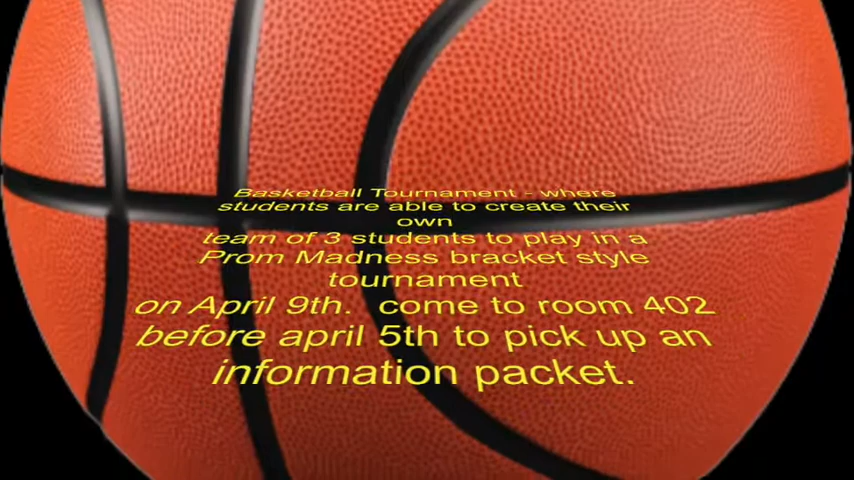 Basketball Tournament - where
students are able to create their
own
team of 3 students to play in a
Prom Madness bracket style
tournament
on April 9th. come to room 402
before april 5th to pick up an
information packet.